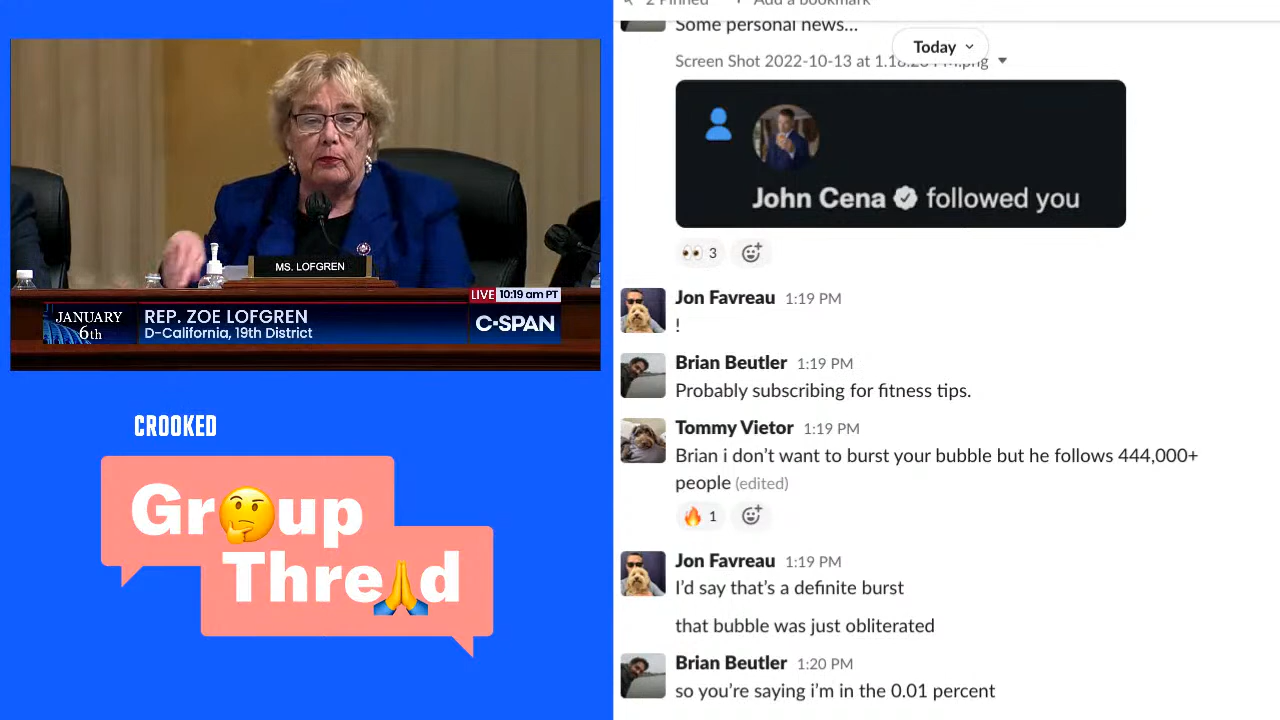 MS. LOFGREN
LIVE 10:19 am PT
JANUARY 6th
REP. ZOE LOFGREN
D-California, 19th District
C-SPAN
CROOKED
Gr🤔up
Thre🙏d
2 Pinned + Add a bookmark
Some personal news...
Today
Screen Shot 2022-10-13 at
John Cena followed you
👀 3
Jon Favreau 1:19 PM
!
Brian Beutler 1:19 PM
Probably subscribing for fitness tips.
Tommy Vietor 1:19 PM
Brian i don't want to burst your bubble but he follows 444,000+
people (edited)
🔥 1
Jon Favreau 1:19 PM
I'd say that's a definite burst
that bubble was just obliterated
Brian Beutler 1:20 PM
so you're saying i'm in the 0.01 percent